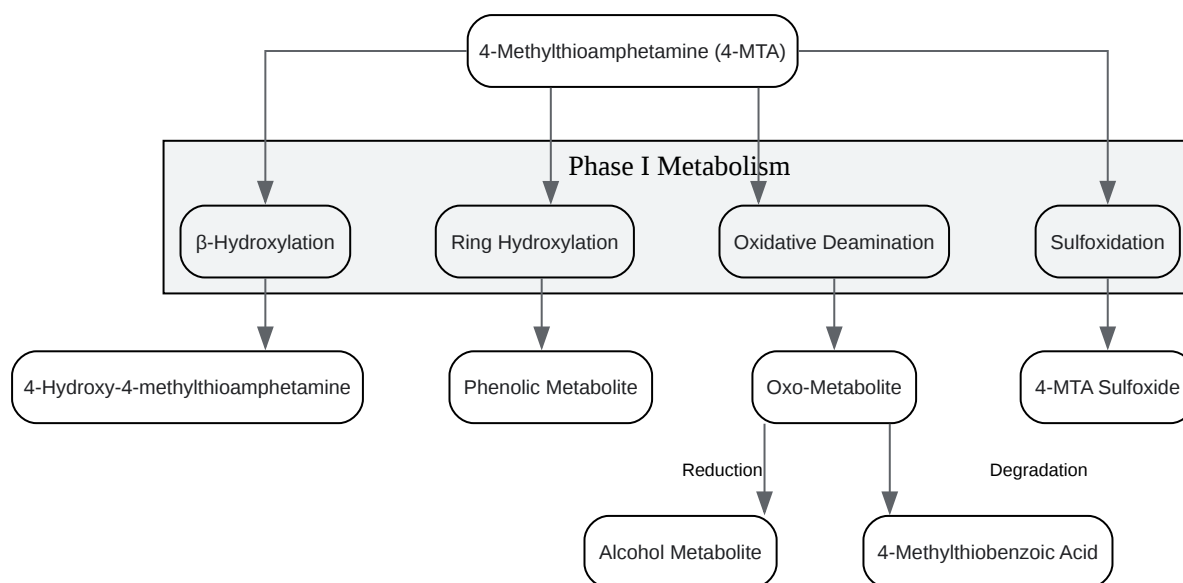 4-Methylthioamphetamine (4-MTA)
Phase I Metabolism
β-Hydroxylation
Ring Hydroxylation
Oxidative Deamination
Sulfoxidation
4-Hydroxy-4-methylthioamphetamine
Phenolic Metabolite
Oxo-Metabolite
4-MTA Sulfoxide
Reduction
Degradation
Alcohol Metabolite
4-Methylthiobenzoic Acid